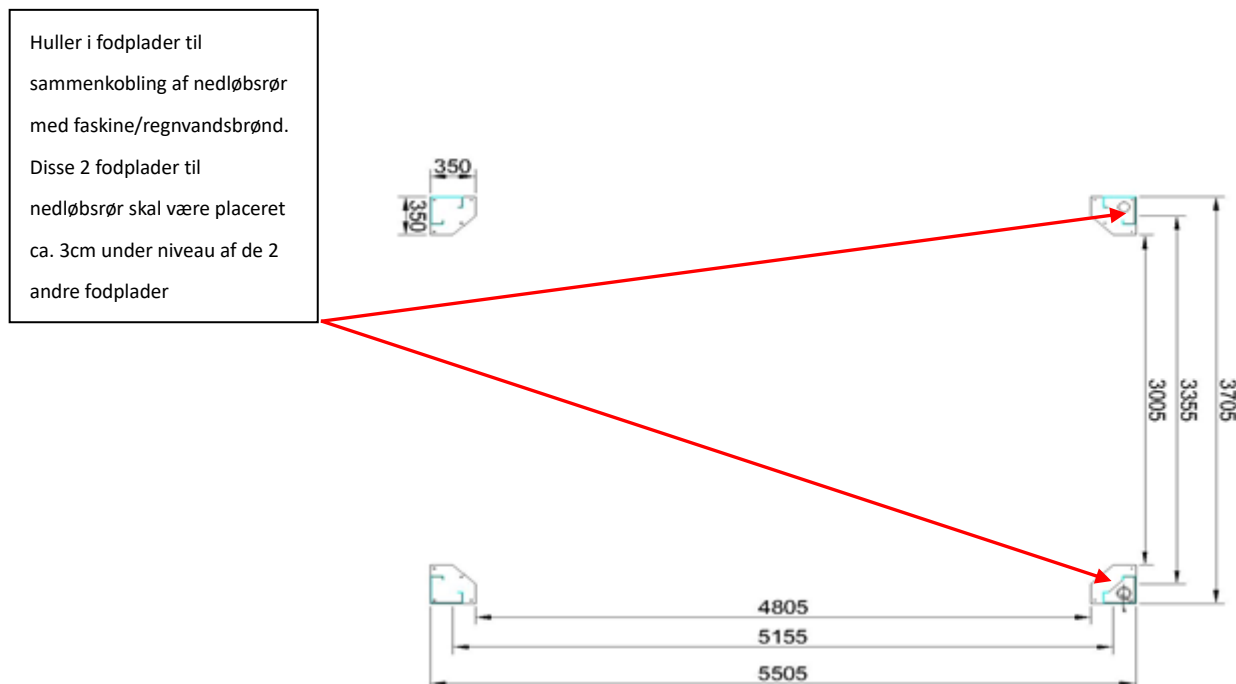 Huller i fodplader til
sammenkobling af nedløbsrør
med faskine/regnvandsbrønd.
Disse 2 fodplader til
nedløbsrør skal være placeret
ca. 3cm under niveau af de 2
andre fodplader
350
350
3005
3355
3705
4805
5155
5505